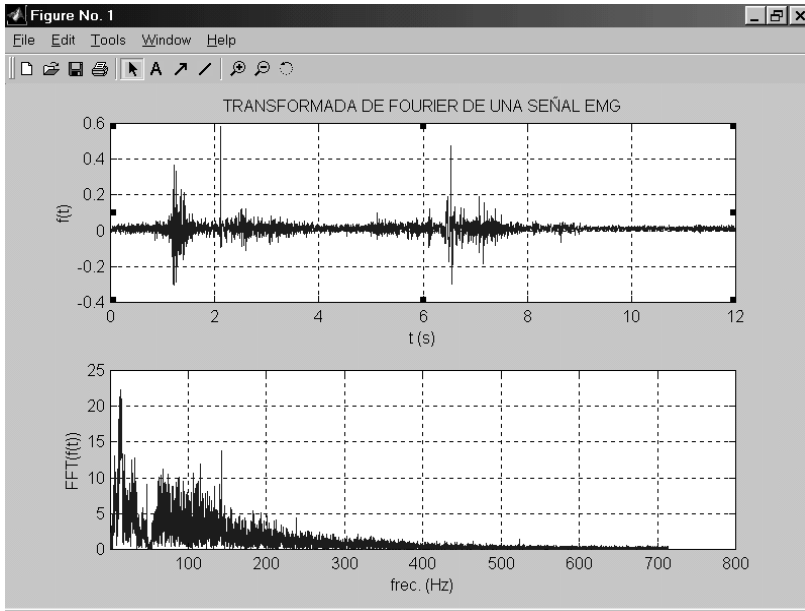 Figure No. 1
File Edit Tools Window Help
A
TRANSFORMADA DE FOURIER DE UNA SEÑAL EMG
0.6
0.4
0.2
0
-0.2
-0.4
f(t)
0 2 4 6 8 10 12
t (s)
25
20
15
10
5
0
FFT(f(t))
100 200 300 400 500 600 700 800
frec. (Hz)